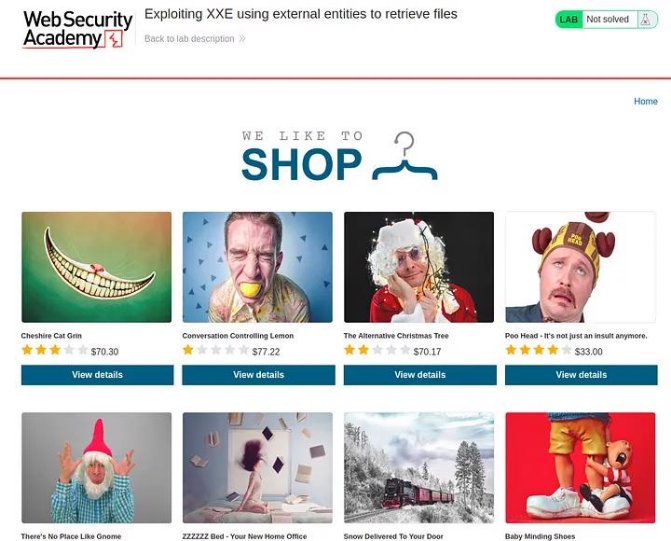 Web Security
Academy
Exploiting XXE using external entities to retrieve files
Back to lab description
LAB Not solved
Home
WE LIKE TO
SHOP
POO
HEAD
Cheshire Cat Grin
Conversation Controlling Lemon
The Alternative Christmas Tree
Poo Head - It's not just an insult anymore.
$70.30
$77.22
$70.17
$33.00
View details
View details
View details
View details
There's No Place Like Gnome
ZZZZZZ Bed - Your New Home Office
Snow Delivered To Your Door
Baby Minding Shoes